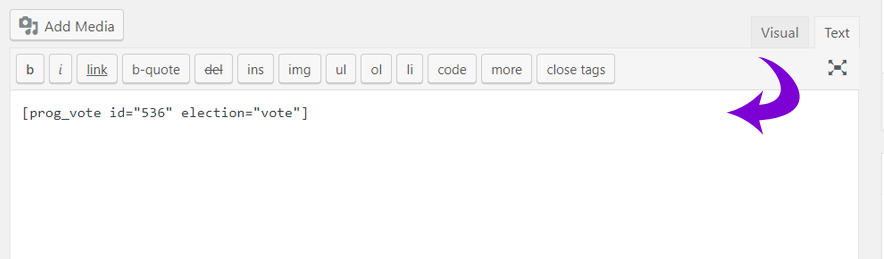 Add Media
Visual Text
b i link b-quote del ins img ul ol li code more close tags
[prog_vote id="536" election="vote"]